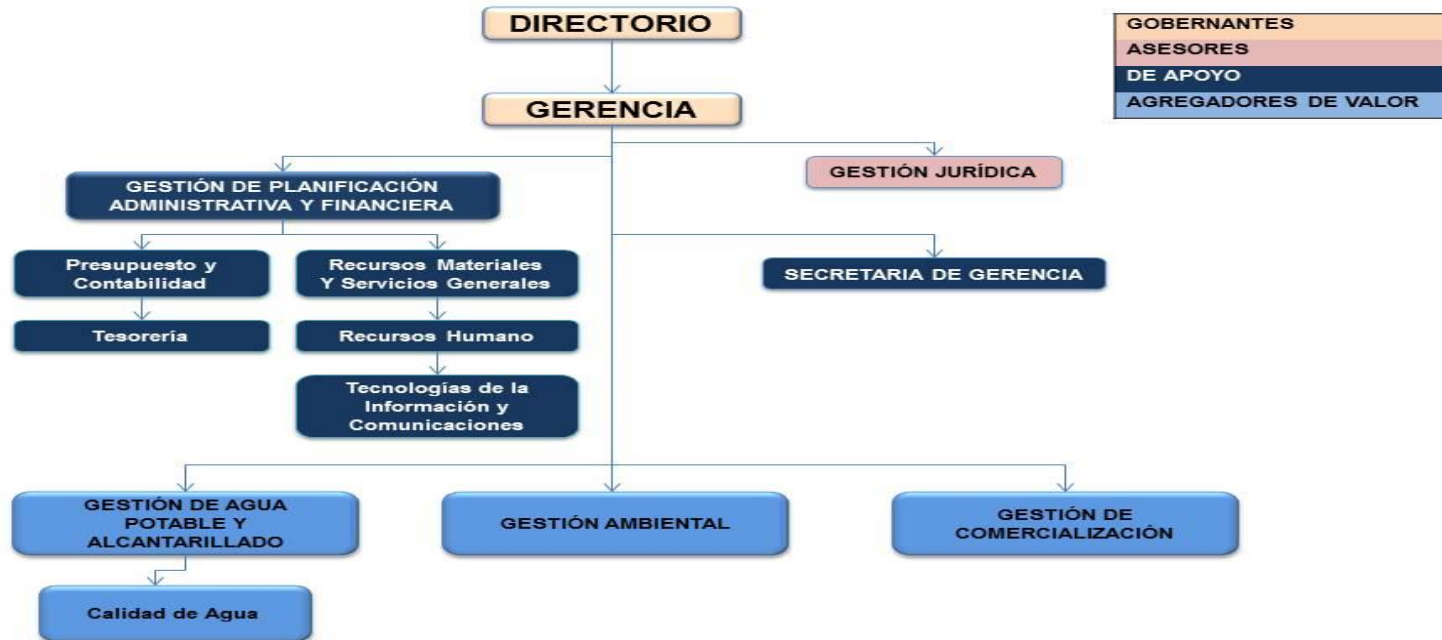 DIRECTORIO
GERENCIA
GOBERNANTES
ASESORES
DE APOYO
AGREGADORES DE VALOR
GESTIÓN JURÍDICA
GESTIÓN DE PLANIFICACIÓN
ADMINISTRATIVA Y FINANCIERA
Presupuesto y
Contabilidad
Recursos Materiales
Y Servicios Generales
SECRETARIA DE GERENCIA
Tesorería
Recursos Humano
Tecnologías de la
Información y
Comunicaciones
GESTIÓN DE AGUA
POTABLE Y
ALCANTARILLADO
GESTIÓN AMBIENTAL
GESTIÓN DE
COMERCIALIZACIÓN
Calidad de Agua